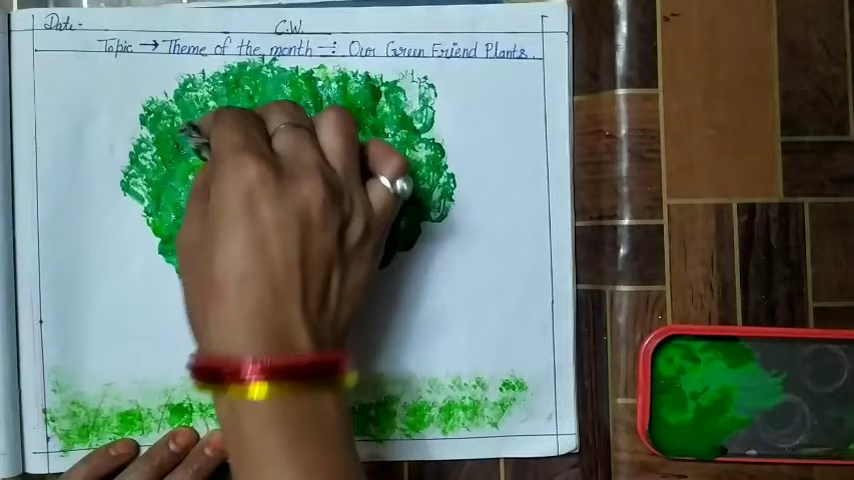 Date-
C.W.
Topic → Theme of the month -: Our Green Friend Plants.